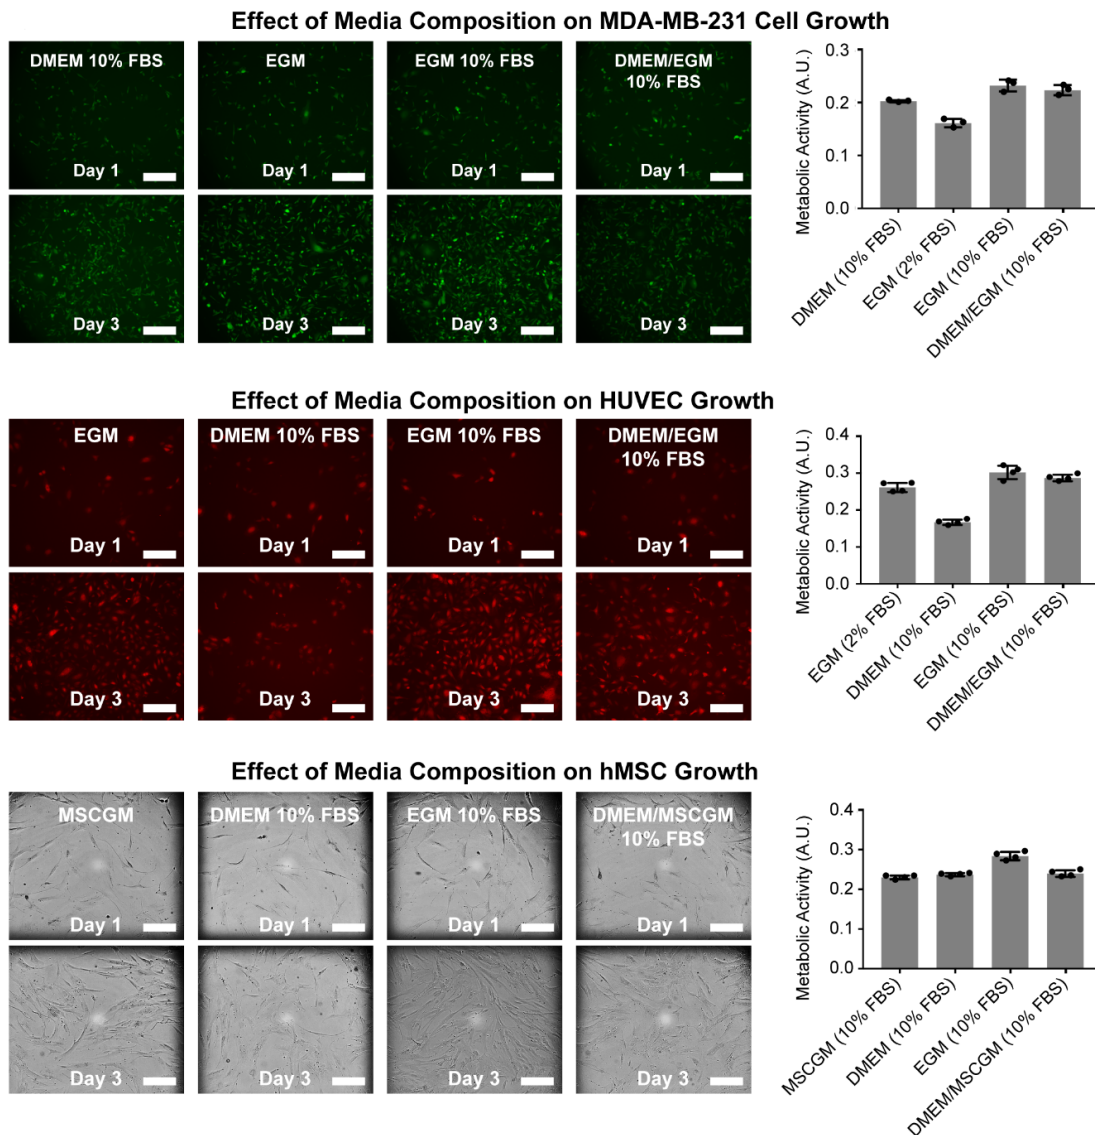 Effect of Media Composition on MDA-MB-231 Cell Growth
DMEM 10% FBS
EGM
EGM 10% FBS
DMEM/EGM
10% FBS
Day 1
Day 1
Day 1
Day 1
Day 3
Day 3
Day 3
Day 3
Metabolic Activity (A.U.)
0.3
0.2
0.1
0.0
DMEM (10% FBS)
EGM (2% FBS)
EGM (10% FBS)
DMEM/EGM (10% FBS)
Effect of Media Composition on HUVEC Growth
EGM
DMEM 10% FBS
EGM 10% FBS
DMEM/EGM
10% FBS
Day 1
Day 1
Day 1
Day 1
Day 3
Day 3
Day 3
Day 3
Metabolic Activity (A.U.)
0.4
0.3
0.2
0.1
0.0
EGM (2% FBS)
DMEM (10% FBS)
EGM (10% FBS)
DMEM/EGM (10% FBS)
Effect of Media Composition on hMSC Growth
MSCGM
DMEM 10% FBS
EGM 10% FBS
DMEM/MSCGM
10% FBS
Day 1
Day 1
Day 1
Day 1
Day 3
Day 3
Day 3
Day 3
Metabolic Activity (A.U.)
0.4
0.3
0.2
0.1
0.0
MSCGM (10% FBS)
DMEM (10% FBS)
EGM (10% FBS)
DMEM/MSCGM (10% FBS)